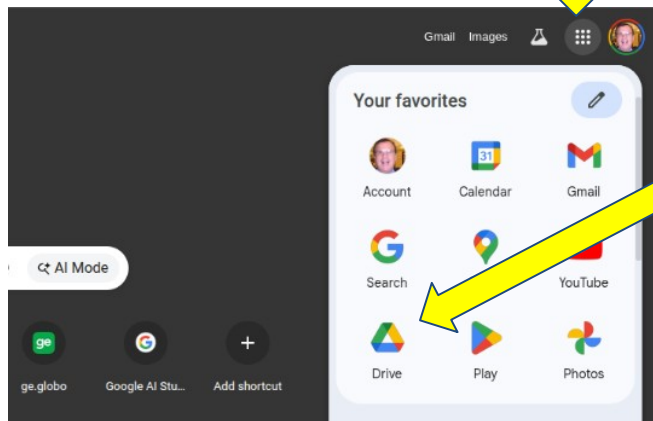 Gmail Images
Your favorites
31
Account Calendar Gmail
AI Mode
Search YouTube
ge
ge.globo Google AI Stu... Add shortcut
Drive Play Photos